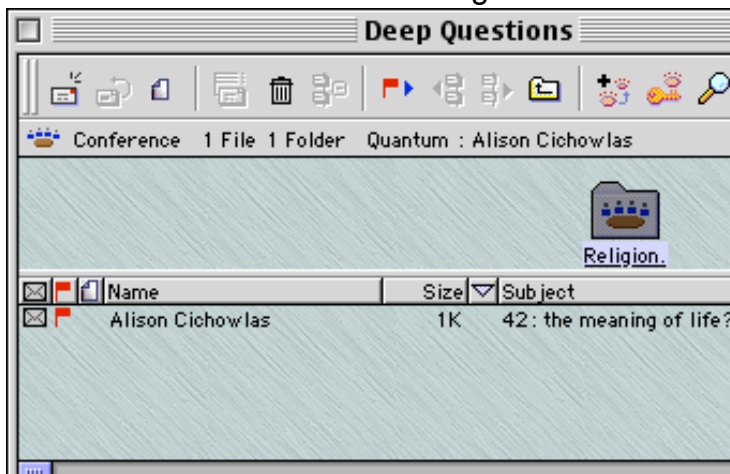 Deep Questions
Conference 1 File 1 Folder Quantum : Alison Cichowlas
Religion.
Name Size Subject
Alison Cichowlas 1K 42: the meaning of life?